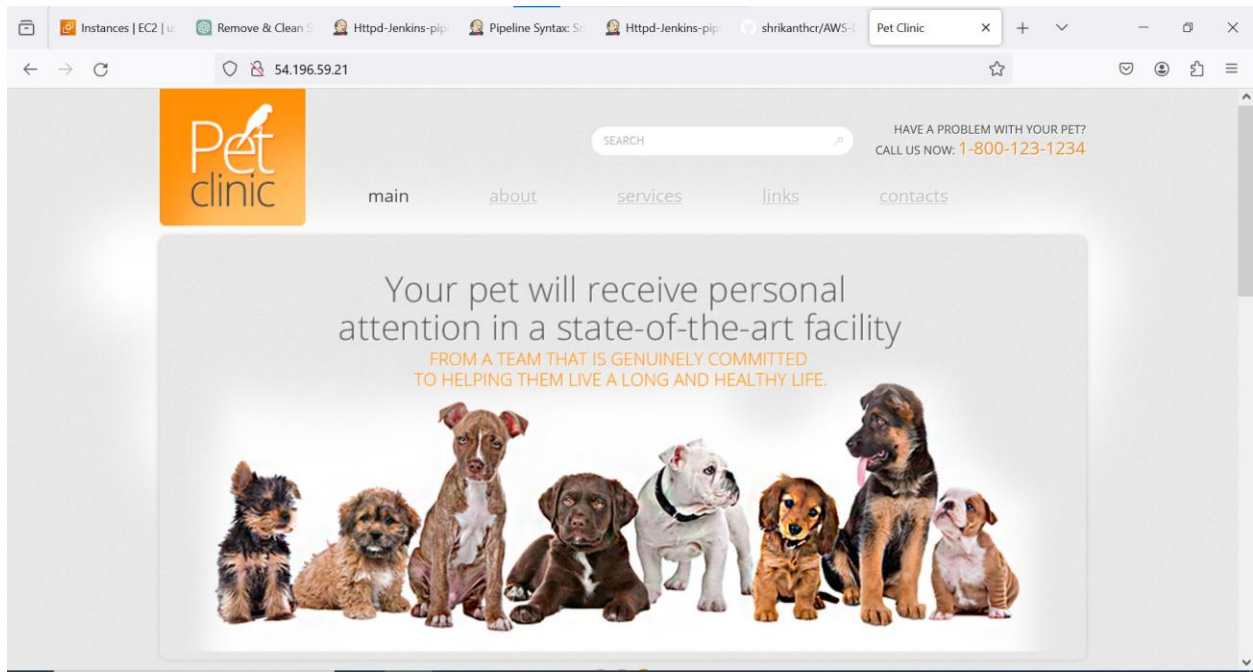 Instances | EC2 | u
Remove & Clean S
Httpd-Jenkins-pip
Pipeline Syntax: Sn
Httpd-Jenkins-pip
shrikanthcr/AWS-
Pet Clinic
54.196.59.21
Pet
clinic
SEARCH
HAVE A PROBLEM WITH YOUR PET?
CALL US NOW: 1-800-123-1234
main about services links contacts
Your pet will receive personal
attention in a state-of-the-art facility
FROM A TEAM THAT IS GENUINELY COMMITTED
TO HELPING THEM LIVE A LONG AND HEALTHY LIFE.